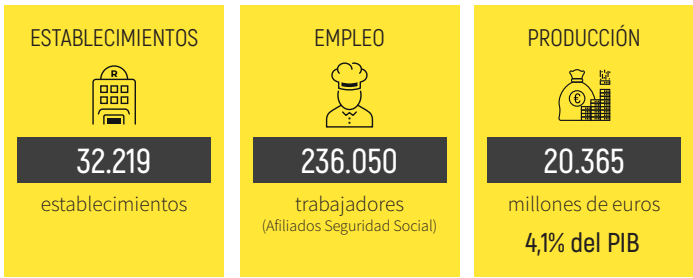 ESTABLECIMIENTOS
R
32.219
establecimientos
EMPLEO
236.050
trabajadores
(Afiliados Seguridad Social)
PRODUCCIÓN
€
20.365
millones de euros
4,1% del PIB